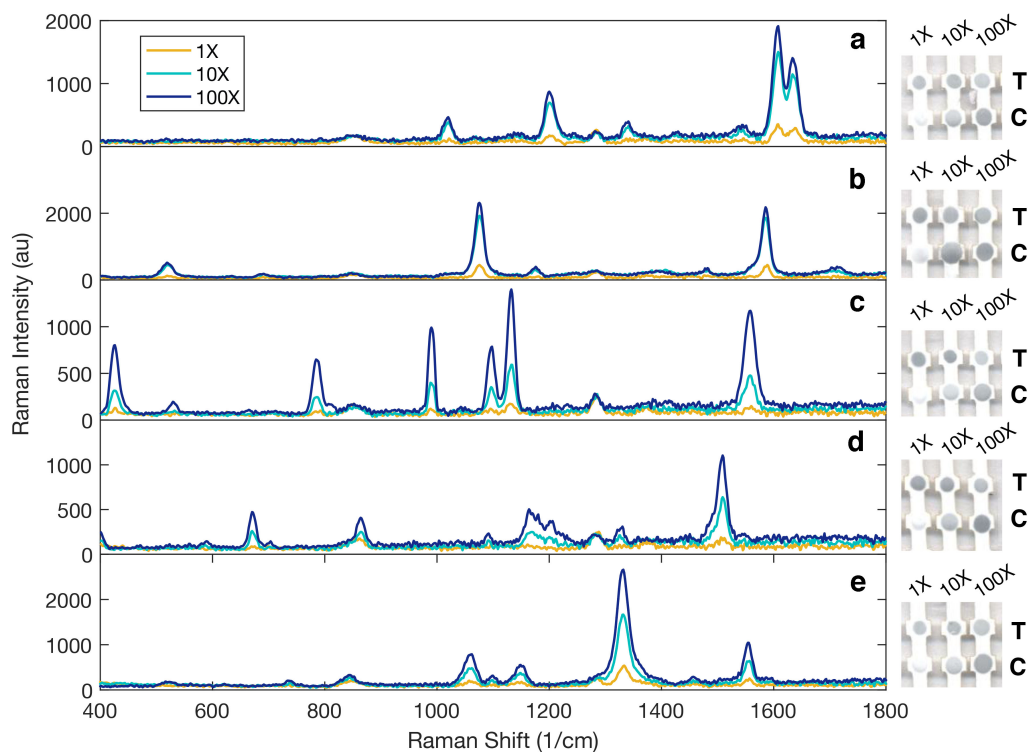 2000
1000
0
1X
10X
100X
a
1X 10X 100X
T
C
2000
0
b
1X 10X 100X
T
C
1000
500
0
c
1X 10X 100X
T
C
1000
500
0
d
1X 10X 100X
T
C
2000
1000
0
e
1X 10X 100X
T
C
400 600 800 1000 1200 1400 1600 1800
Raman Shift (1/cm)
Raman Intensity (au)